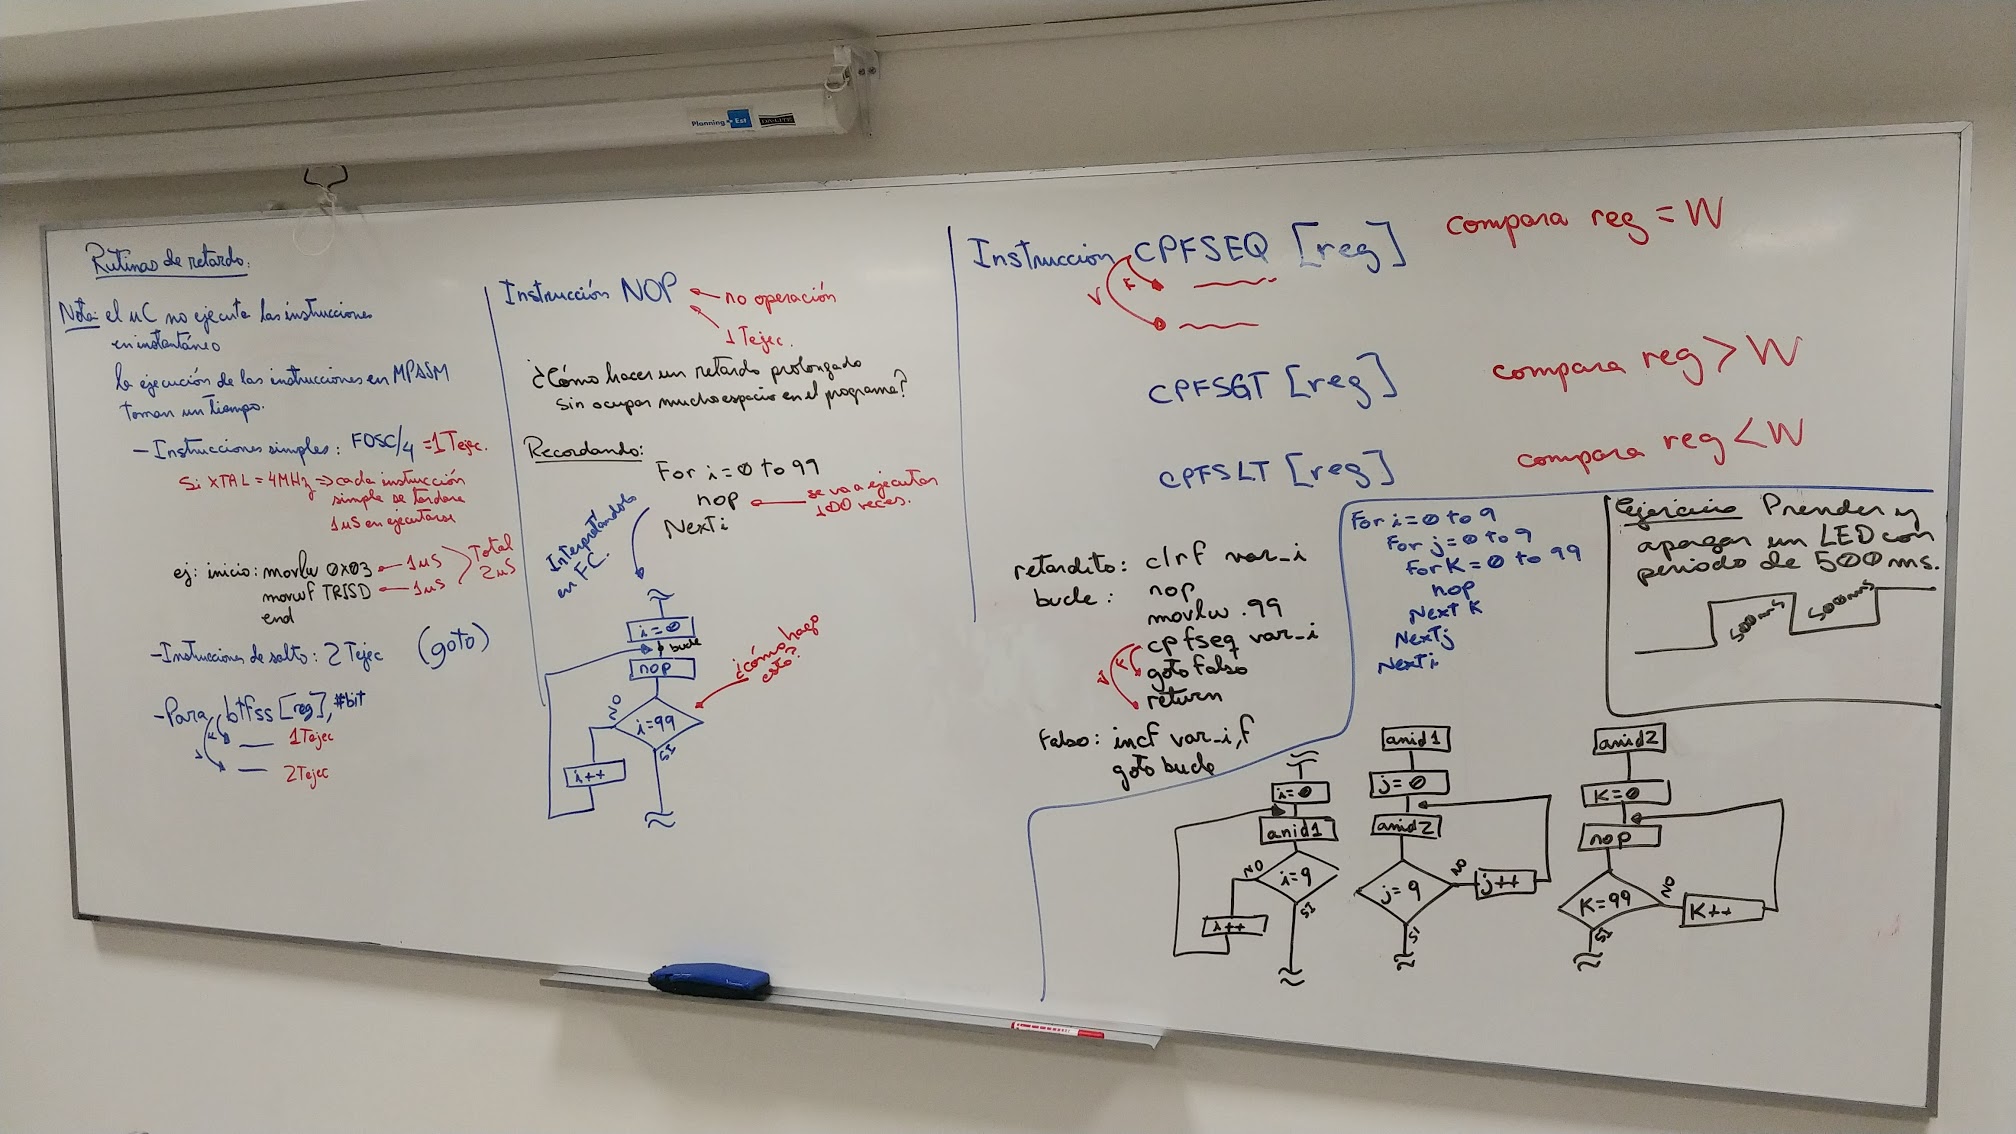 Planning Est
DA-LITE
Rutinas de retardo:
Nota: el uC no ejecuta las instrucciones
en instantáneo
la ejecución de las instrucciones en MPASM
toman un tiempo.
- Instrucciones simples: FOSC/4 = 1 Tejec.
Si XTAL = 4MHz => cada instrucción
simple se tardara
1uS en ejecutarse
ej: inicio: movlw 0x03 1uS
movwf TRISD 1uS
end
Total
2uS
- Instrucciones de salto: 2 Tejec (goto)
- Para btfss [reg], #bit
F 1 Tejec
V 2 Tejec
Instrucción NOP
no operación
1 Tejec.
¿Cómo hacer un retardo prolongado
sin ocupar mucho espacio en el programa?
Recordando:
For i = 0 to 99
nop
Next i
se va a ejecutar
100 veces.
Interpretándolo
en FC.
i = 0
bucle
nop
i = 99
NO
SI
i++
¿cómo hago
esto?
Instruccion CPFSEQ [reg] compara reg = W
V F
CPFSGT [reg] compara reg > W
CPFSLT [reg] compara reg < W
retardito: clrf var_i
bucle: nop
movlw .99
cpfseq var_i
goto falso
return
V F
falso: incf var_i,f
goto bucle
For i = 0 to 9
For j = 0 to 9
For K = 0 to 99
nop
Next K
Next j
Next i
Ejercicio Prender y
apagar un LED con
periodo de 500 ms.
500ms 500ms
i = 0
anid1
i = 9
NO
SI
i++
anid1
j = 0
anid2
j = 9
NO
SI
j++
anid2
K = 0
nop
K = 99
NO
SI
K++